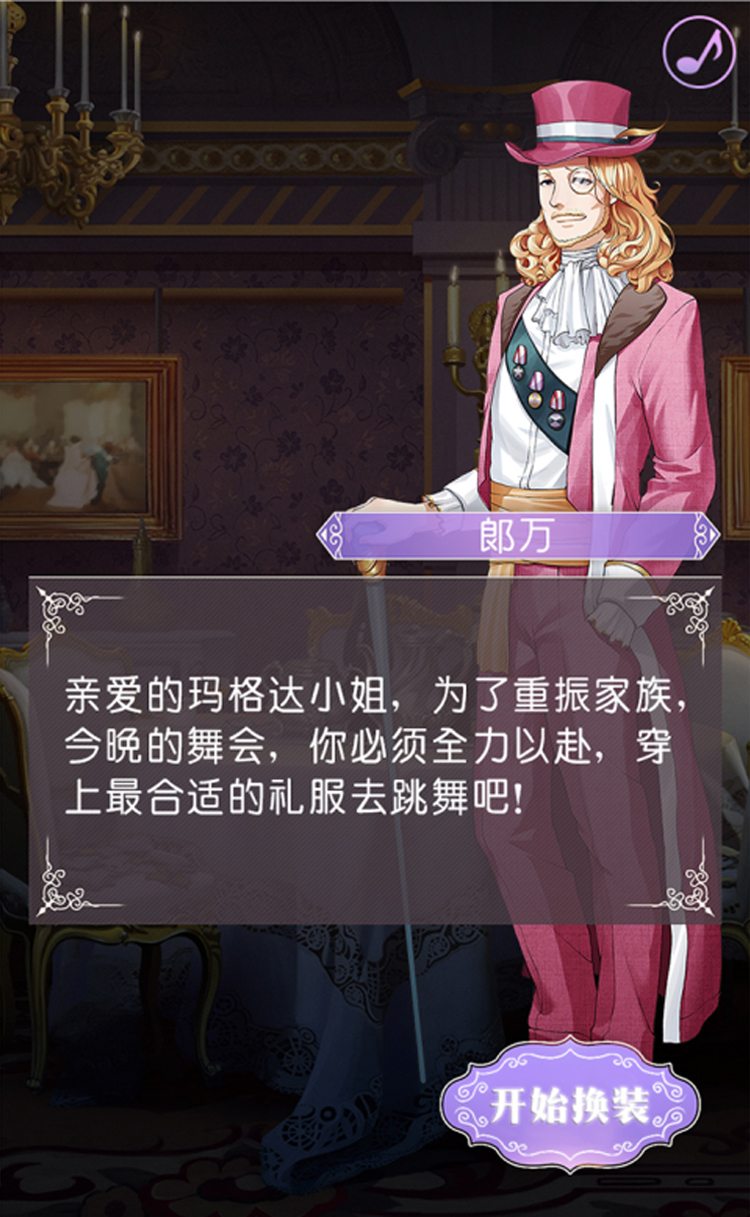 郎万
亲爱的玛格达小姐，为了重振家族，
今晚的舞会，你必须全力以赴，穿
上最合适的礼服去跳舞吧！
开始换装